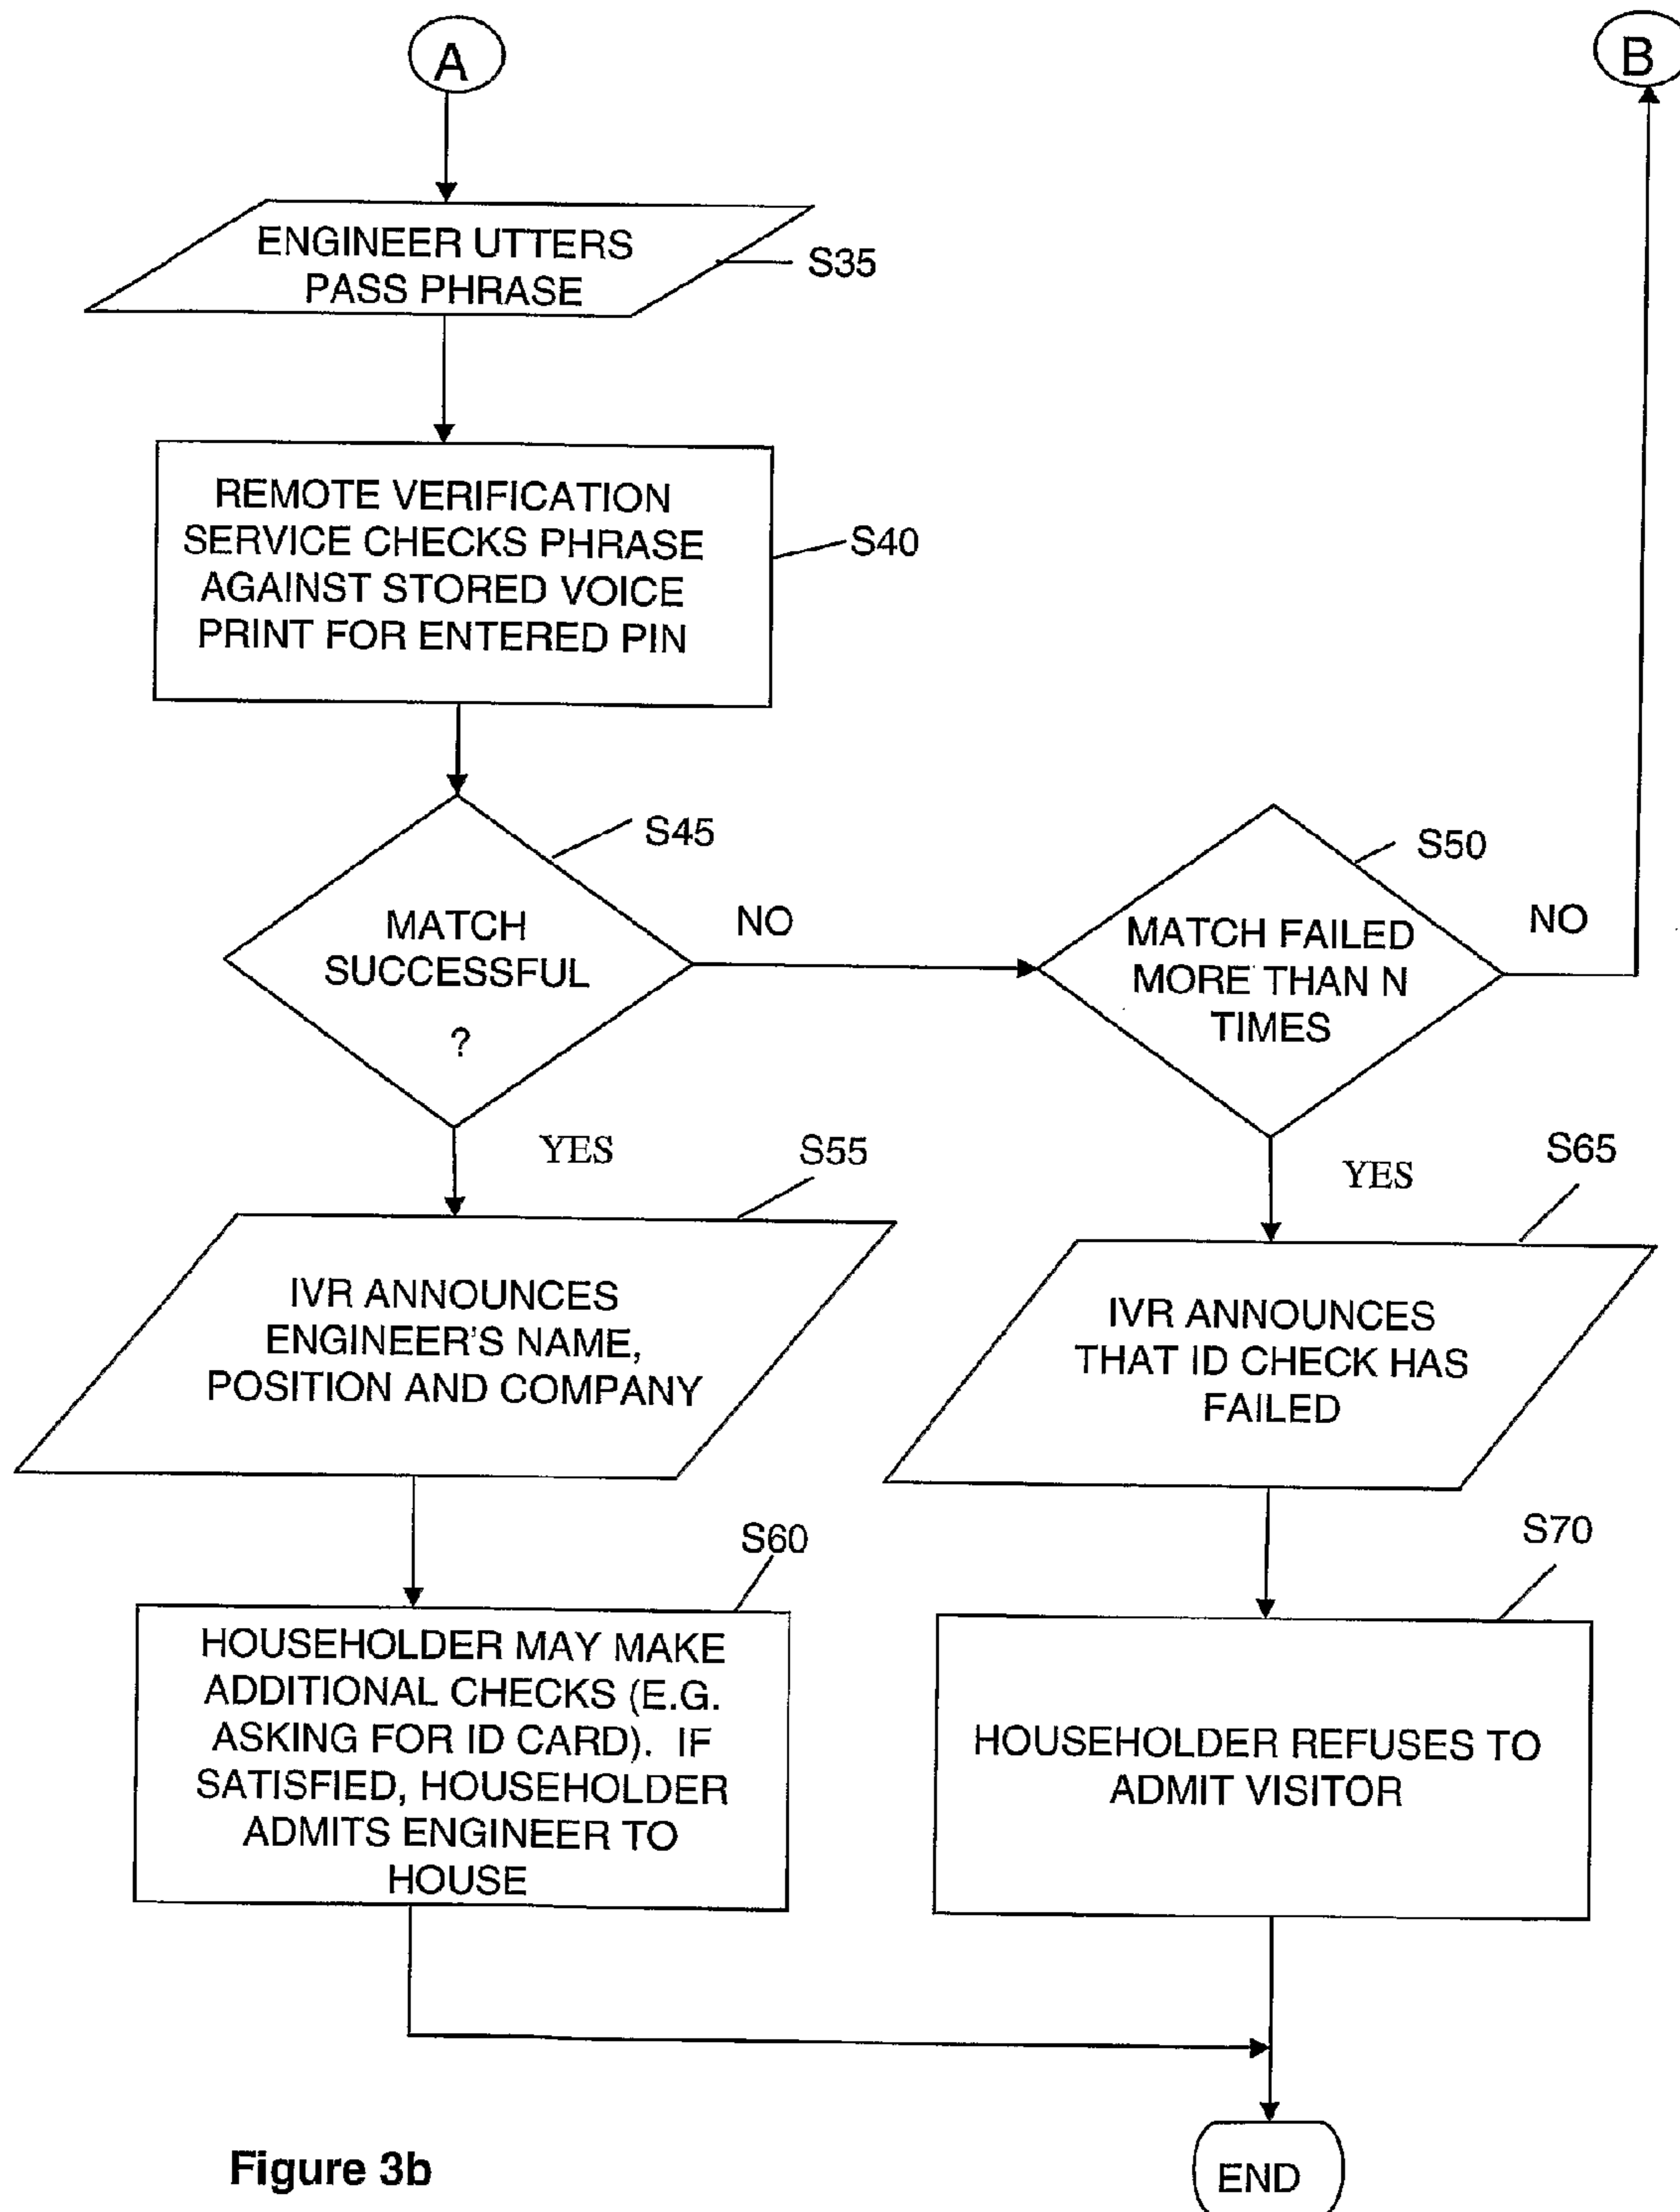 A
B
ENGINEER UTTERS
PASS PHRASE
S35
REMOTE VERIFICATION
SERVICE CHECKS PHRASE
AGAINST STORED VOICE
PRINT FOR ENTERED PIN
S40
S45
MATCH
SUCCESSFUL
?
NO
S50
MATCH FAILED
MORE THAN N
TIMES
NO
YES
S55
IVR ANNOUNCES
ENGINEER'S NAME,
POSITION AND COMPANY
YES
S65
IVR ANNOUNCES
THAT ID CHECK HAS
FAILED
S60
HOUSEHOLDER MAY MAKE
ADDITIONAL CHECKS (E.G.
ASKING FOR ID CARD). IF
SATISFIED, HOUSEHOLDER
ADMITS ENGINEER TO
HOUSE
S70
HOUSEHOLDER REFUSES TO
ADMIT VISITOR
END
Figure 3b